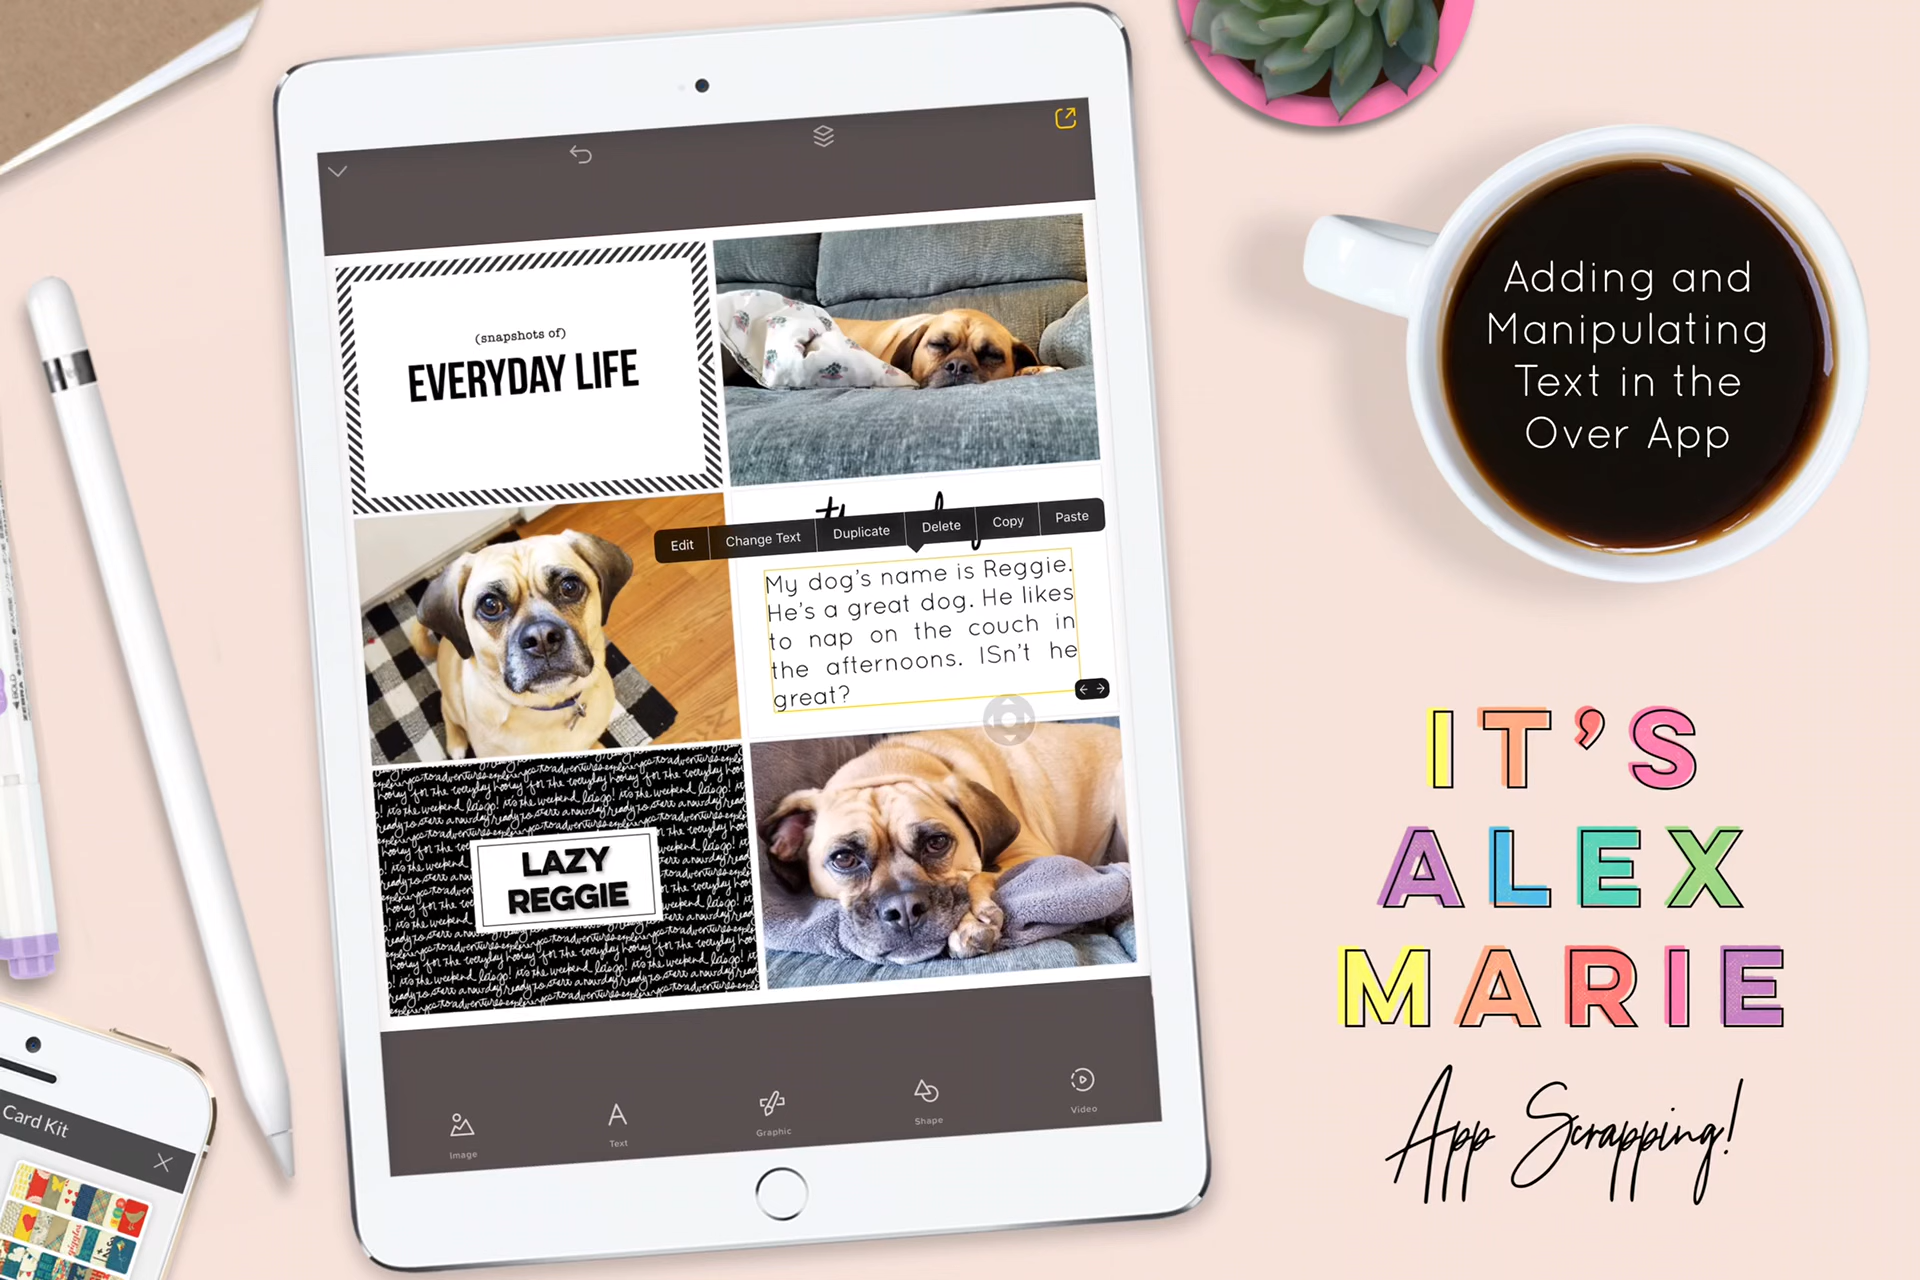 (snapshots of)
EVERYDAY LIFE
Edit
Change Text
Duplicate
Delete
Copy
Paste
My dog's name is Reggie.
He's a great dog. He likes
to nap on the couch in
the afternoons. ISn't he
great?
LAZY
REGGIE
Image
Text
Graphic
Shape
Video
Adding and
Manipulating
Text in the
Over App
IT'S
ALEX
MARIE
App Scrapping!
Card Kit
ZEBRA
BOLD